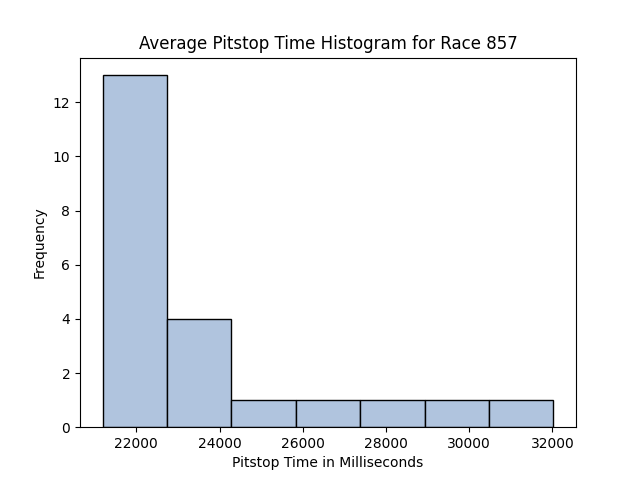 Average Pitstop Time Histogram for Race 857
12
10
8
6
4
2
0
Frequency
22000 24000 26000 28000 30000 32000
Pitstop Time in Milliseconds